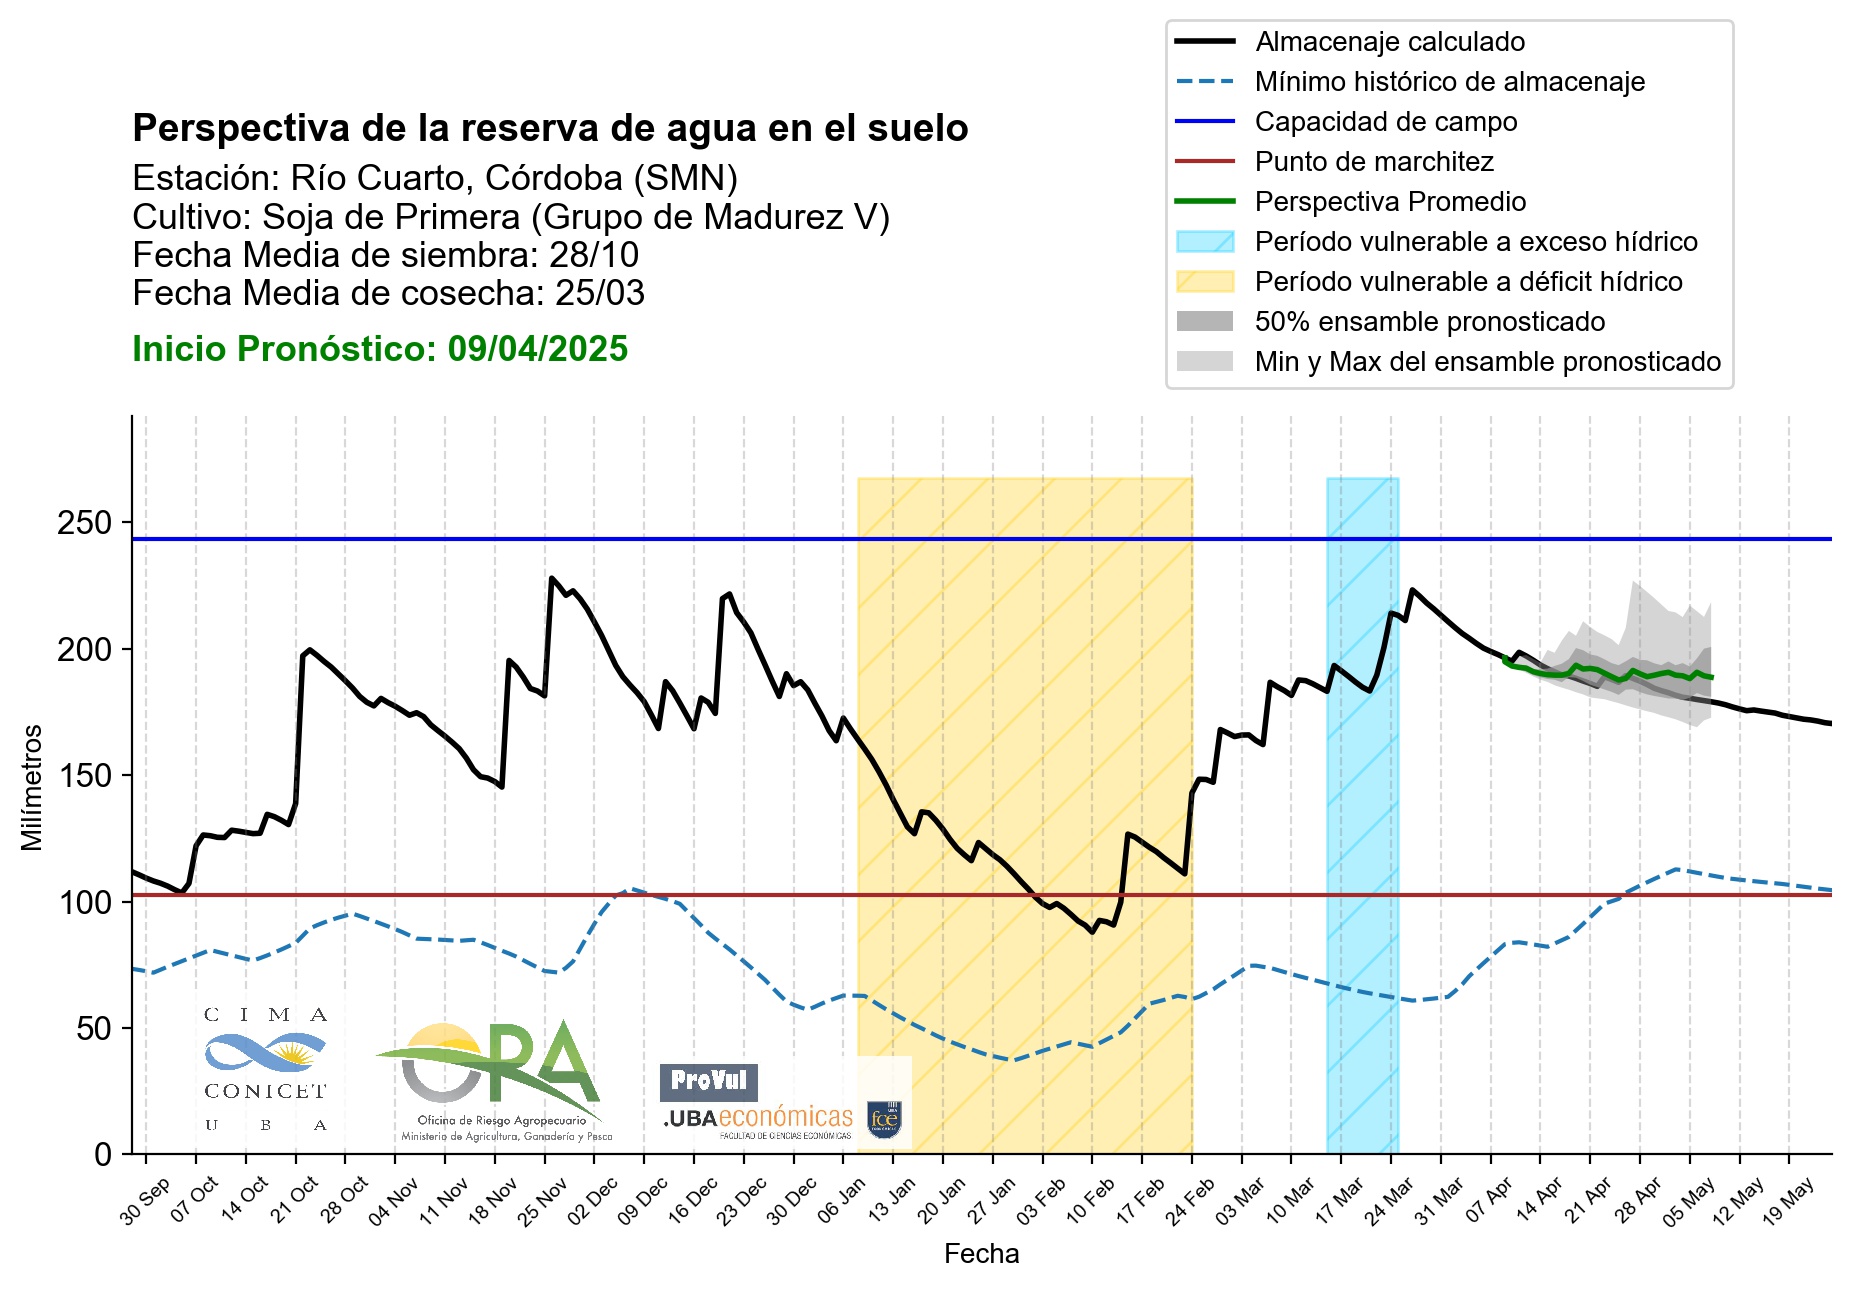 Almacenaje calculado
Mínimo histórico de almacenaje
Capacidad de campo
Punto de marchitez
Perspectiva Promedio
Período vulnerable a exceso hídrico
Período vulnerable a déficit hídrico
50% ensamble pronosticado
Min y Max del ensamble pronosticado
Perspectiva de la reserva de agua en el suelo
Estación: Río Cuarto, Córdoba (SMN)
Cultivo: Soja de Primera (Grupo de Madurez V)
Fecha Media de siembra: 28/10
Fecha Media de cosecha: 25/03
Inicio Pronóstico: 09/04/2025
Milímetros
250
200
150
100
50
0
C I M A
CONICET
U B A
ORA
Oficina de Riesgo Agropecuario
Ministerio de Agricultura, Ganadería y Pesca
ProVul
.UBAeconómicas
FACULTAD DE CIENCIAS ECONÓMICAS
fce
30 Sep
07 Oct
14 Oct
21 Oct
28 Oct
04 Nov
11 Nov
18 Nov
25 Nov
02 Dec
09 Dec
16 Dec
23 Dec
30 Dec
06 Jan
13 Jan
20 Jan
27 Jan
03 Feb
10 Feb
17 Feb
24 Feb
03 Mar
10 Mar
17 Mar
24 Mar
31 Mar
07 Apr
14 Apr
21 Apr
28 Apr
05 May
12 May
19 May
Fecha